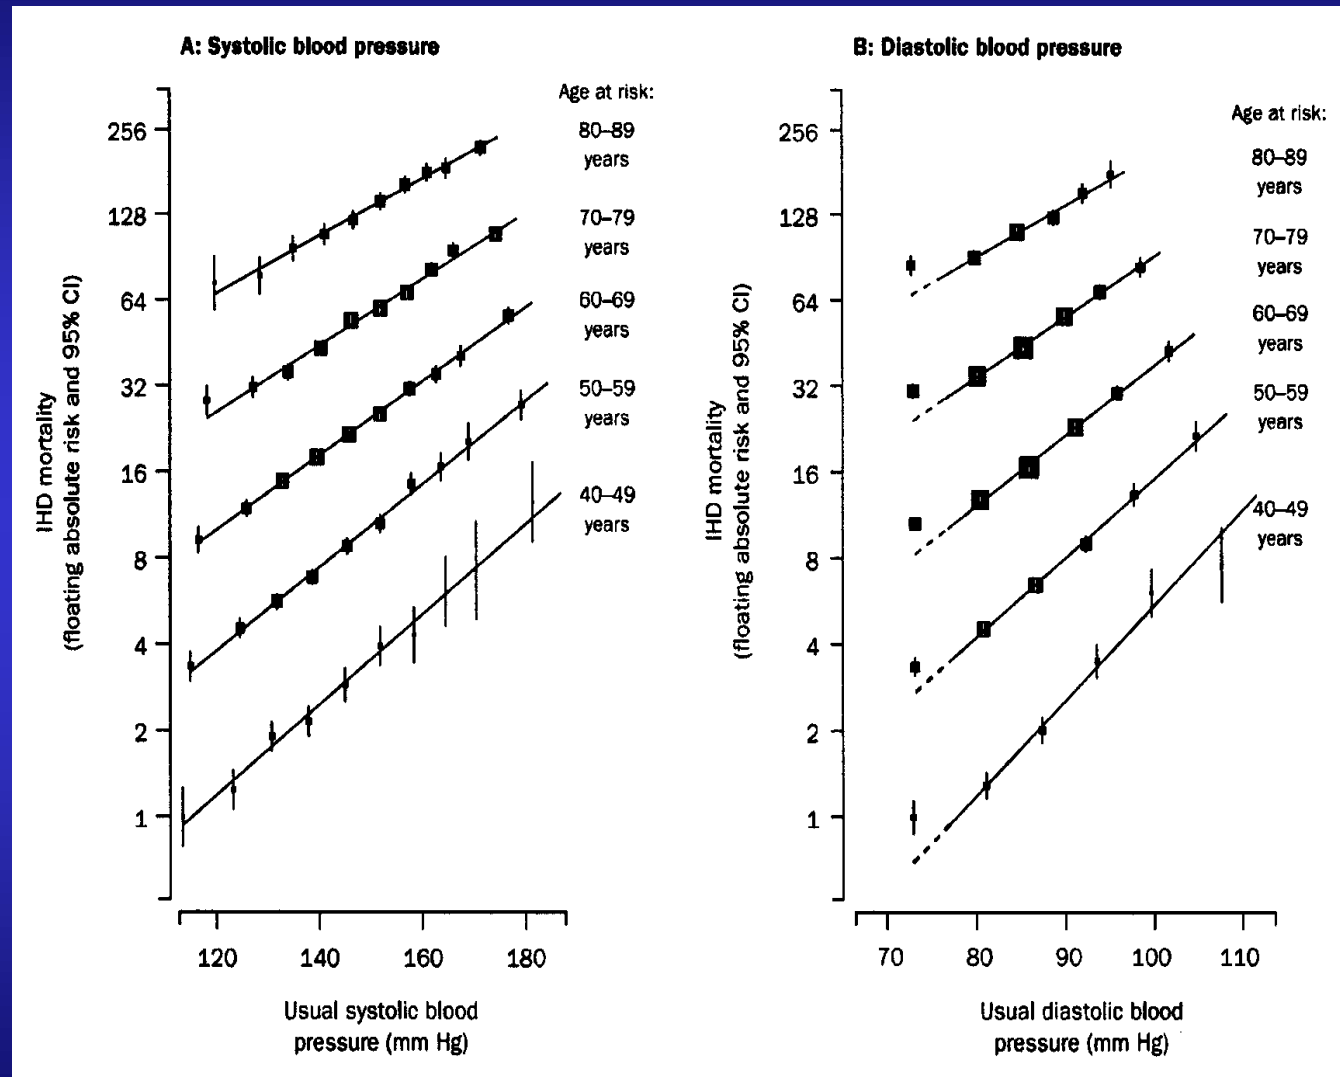 A: Systolic blood pressure
Age at risk:
256
128
64
32
16
8
4
2
1
80–89
years
70–79
years
60–69
years
50–59
years
40–49
years
IHD mortality
(floating absolute risk and 95% CI)
120 140 160 180
Usual systolic blood
pressure (mm Hg)
B: Diastolic blood pressure
Age at risk:
256
128
64
32
16
8
4
2
1
80–89
years
70–79
years
60–69
years
50–59
years
40–49
years
IHD mortality
(floating absolute risk and 95% CI)
70 80 90 100 110
Usual diastolic blood
pressure (mm Hg)